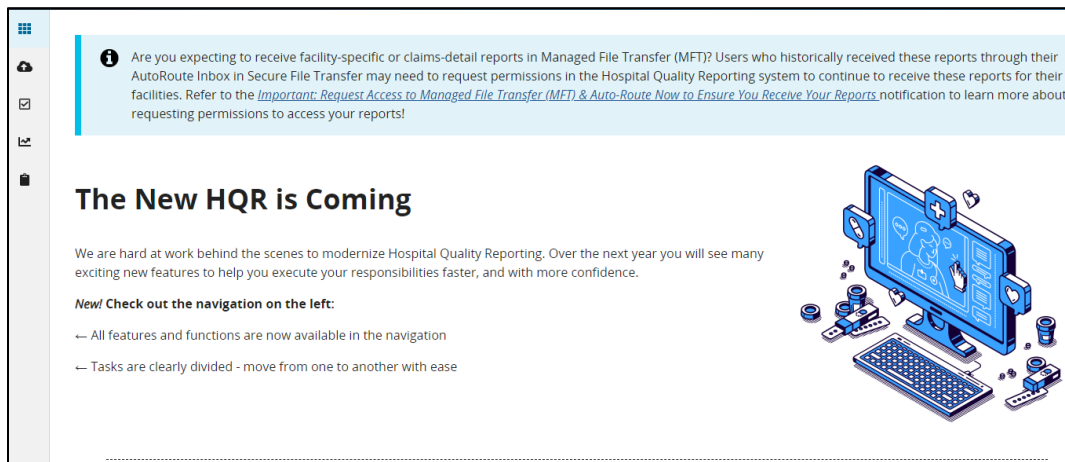 Are you expecting to receive facility-specific or claims-detail reports in Managed File Transfer (MFT)? Users who historically received these reports through their
AutoRoute Inbox in Secure File Transfer may need to request permissions in the Hospital Quality Reporting system to continue to receive these reports for their
facilities. Refer to the Important: Request Access to Managed File Transfer (MFT) & Auto-Route Now to Ensure You Receive Your Reports notification to learn more about
requesting permissions to access your reports!
The New HQR is Coming
We are hard at work behind the scenes to modernize Hospital Quality Reporting. Over the next year you will see many
exciting new features to help you execute your responsibilities faster, and with more confidence.
New! Check out the navigation on the left:
← All features and functions are now available in the navigation
← Tasks are clearly divided - move from one to another with ease